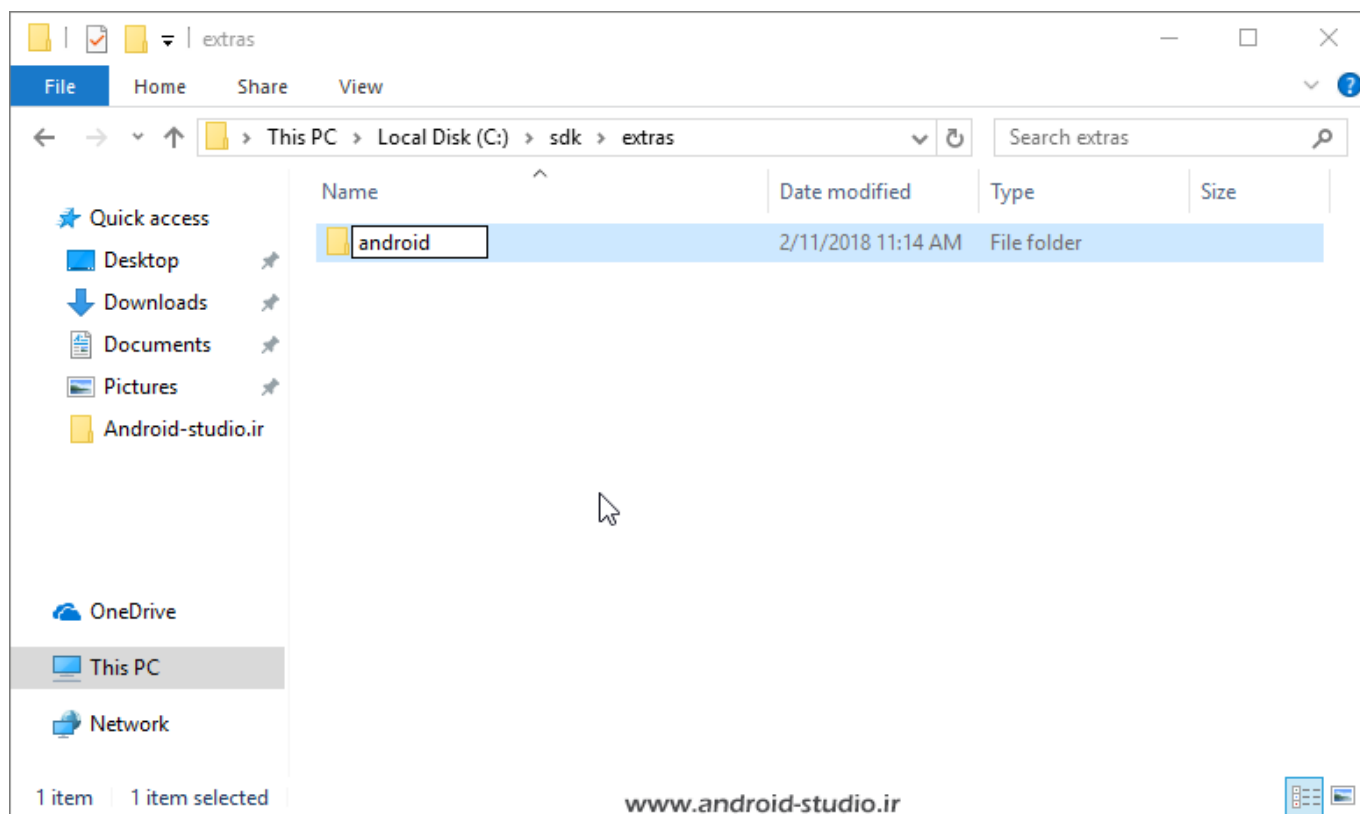 extras
File Home Share View ?
This PC Local Disk (C:) sdk extras Search extras
Name Date modified Type Size
Quick access
android 2/11/2018 11:14 AM File folder
Desktop
Downloads
Documents
Pictures
Android-studio.ir
OneDrive
This PC
Network
1 item 1 item selected
www.android-studio.ir